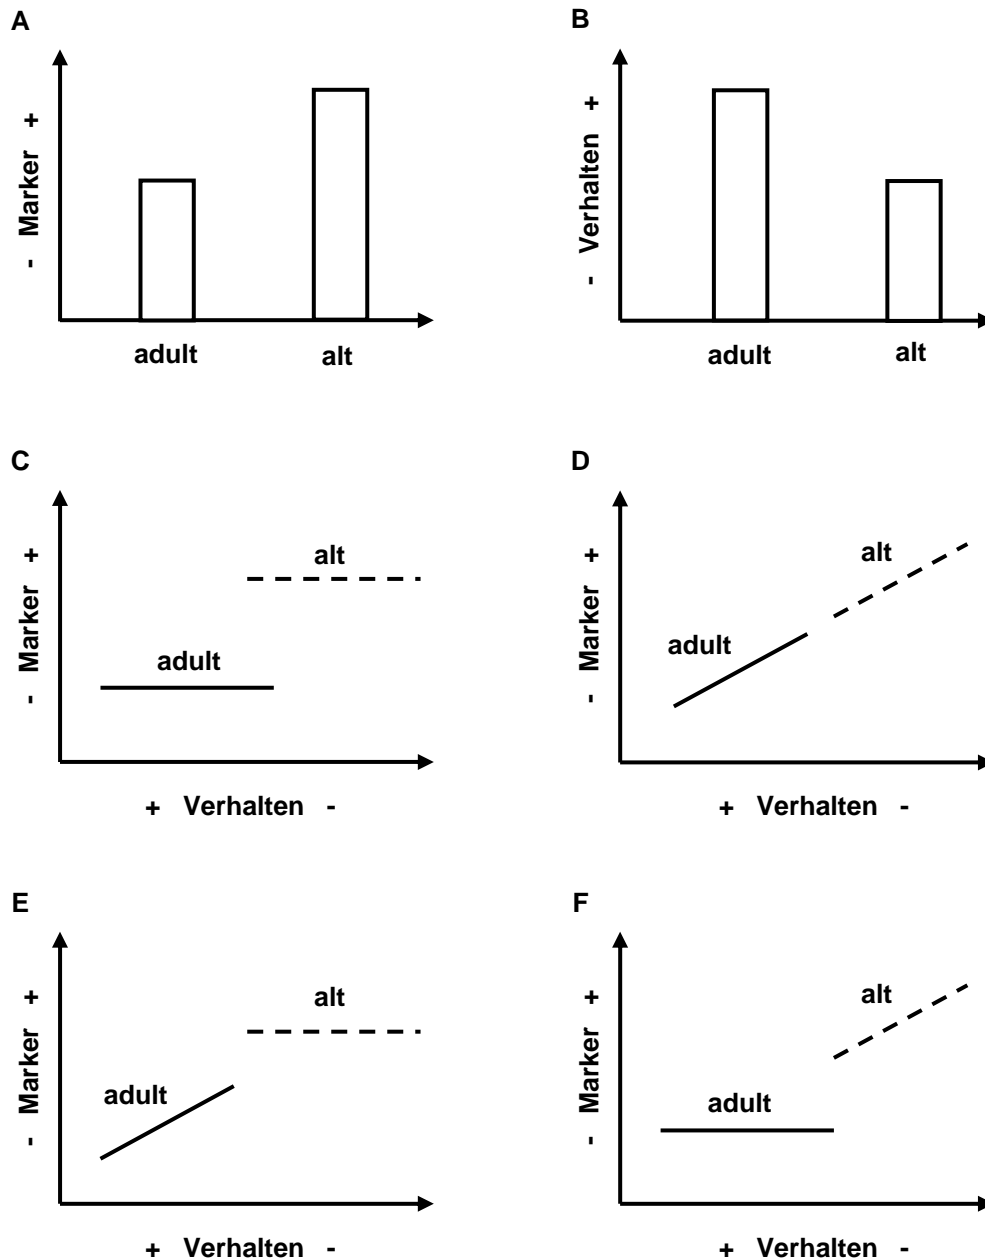 A
- Marker +
adult
alt
B
- Verhalten +
adult
alt
C
- Marker +
alt
adult
+ Verhalten -
D
- Marker +
alt
adult
+ Verhalten -
E
- Marker +
alt
adult
+ Verhalten -
F
- Marker +
alt
adult
+ Verhalten -